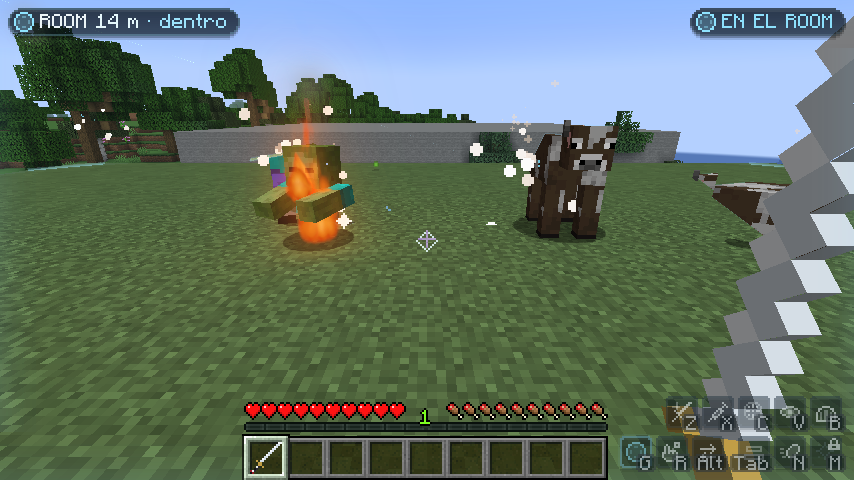 ROOM 14 m · dentro
EN EL ROOM
1
Z X C V B
G R Alt Tab N M